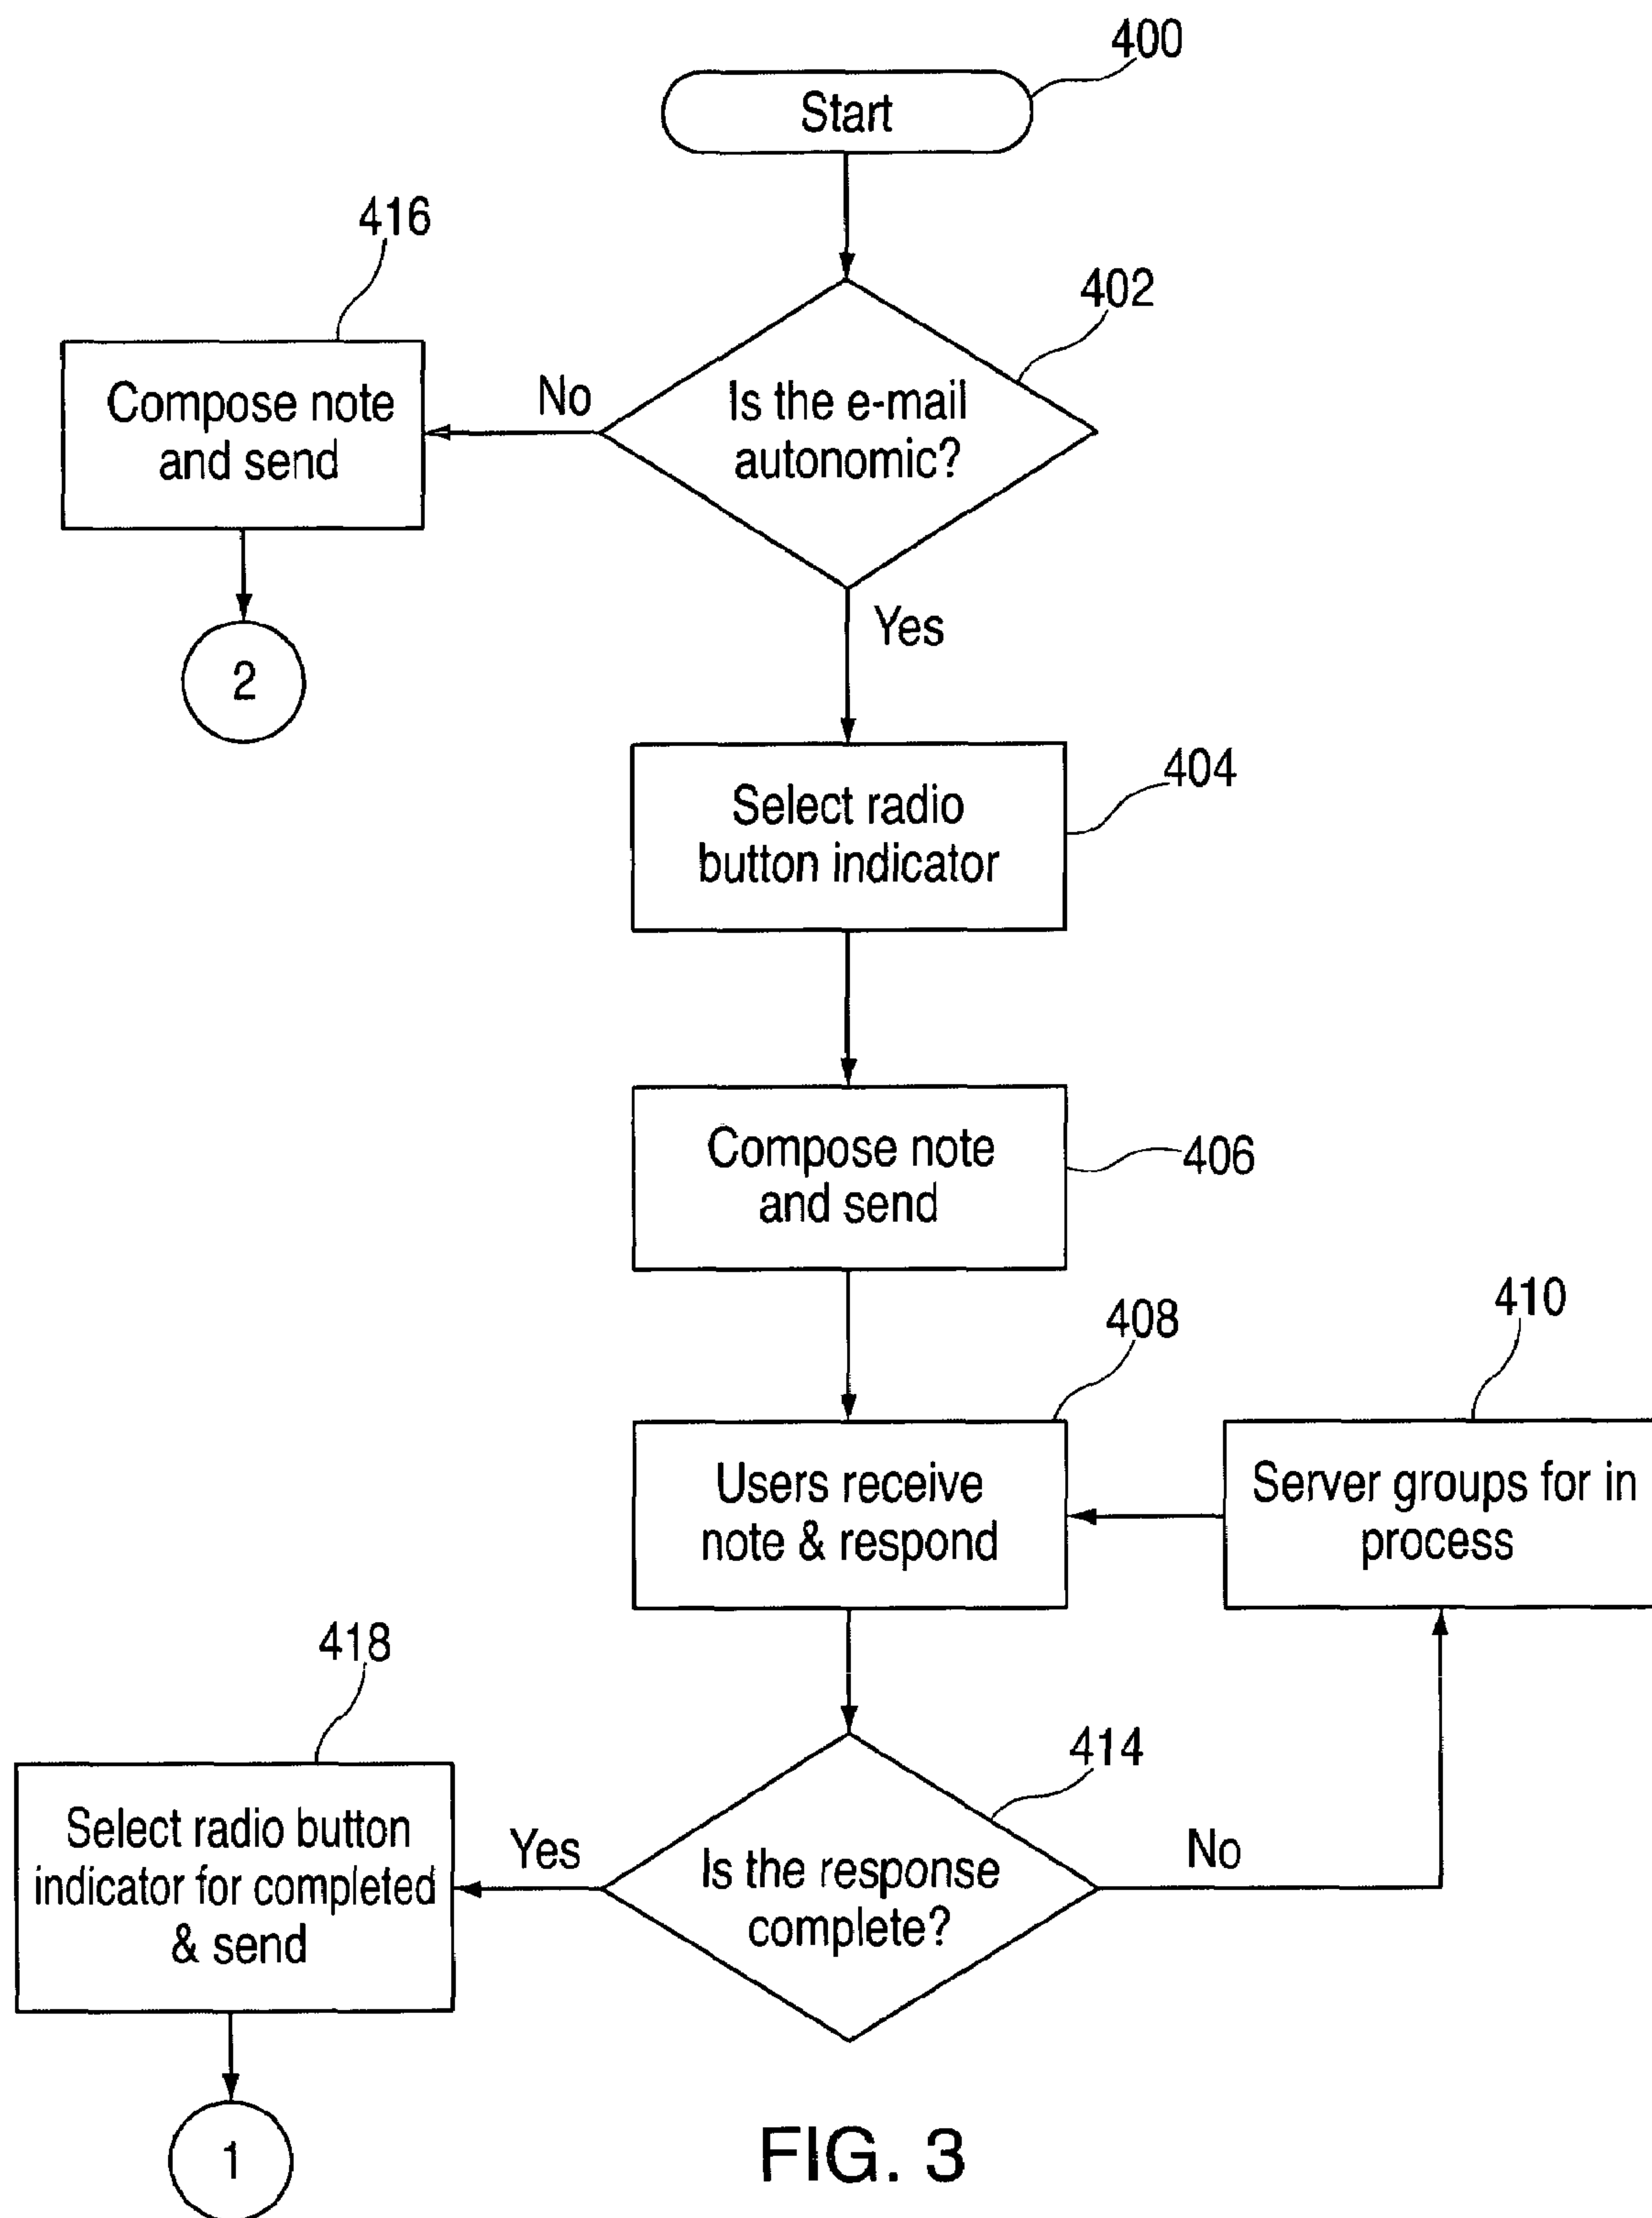 400
Start
416
402
Compose note
and send
No
Is the e-mail
autonomic?
2
Yes
404
Select radio
button indicator
406
Compose note
and send
408
410
Users receive
note & respond
Server groups for in
process
418
414
Select radio button
indicator for completed
& send
Yes
Is the response
complete?
No
1
FIG. 3